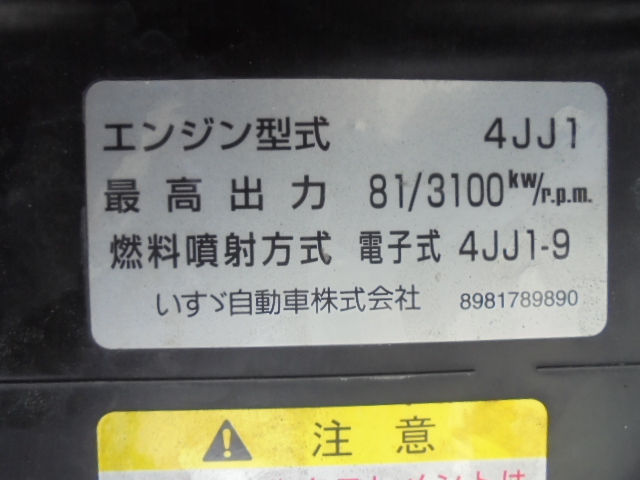 エンジン型式 4JJ1
最高出力 81/3100kw/r.p.m.
燃料噴射方式 電子式 4JJ1-9
いすゞ自動車株式会社 8981789890
注意